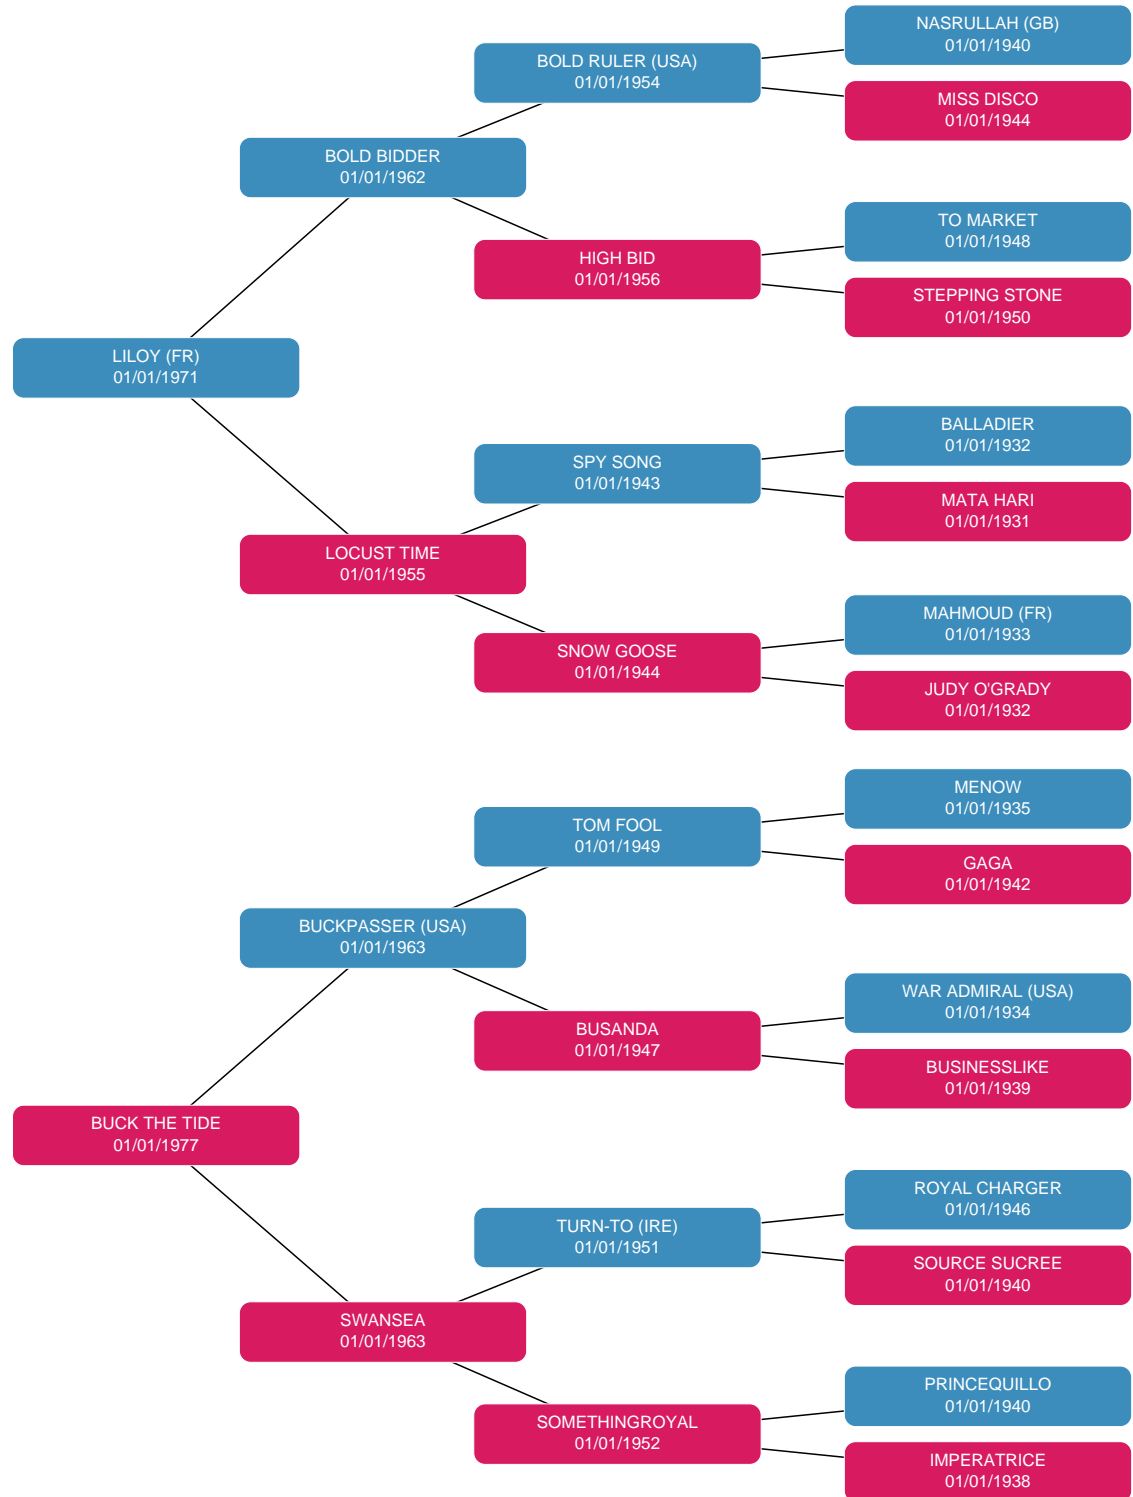 NASRULLAH (GB)
01/01/1940
BOLD RULER (USA)
01/01/1954
MISS DISCO
01/01/1944
BOLD BIDDER
01/01/1962
TO MARKET
01/01/1948
HIGH BID
01/01/1956
STEPPING STONE
01/01/1950
LILOY (FR)
01/01/1971
BALLADIER
01/01/1932
SPY SONG
01/01/1943
MATA HARI
01/01/1931
LOCUST TIME
01/01/1955
MAHMOUD (FR)
01/01/1933
SNOW GOOSE
01/01/1944
JUDY O'GRADY
01/01/1932
MENOW
01/01/1935
TOM FOOL
01/01/1949
GAGA
01/01/1942
BUCKPASSER (USA)
01/01/1963
WAR ADMIRAL (USA)
01/01/1934
BUSANDA
01/01/1947
BUSINESSLIKE
01/01/1939
BUCK THE TIDE
01/01/1977
ROYAL CHARGER
01/01/1946
TURN-TO (IRE)
01/01/1951
SOURCE SUCREE
01/01/1940
SWANSEA
01/01/1963
PRINCEQUILLO
01/01/1940
SOMETHINGROYAL
01/01/1952
IMPERATRICE
01/01/1938